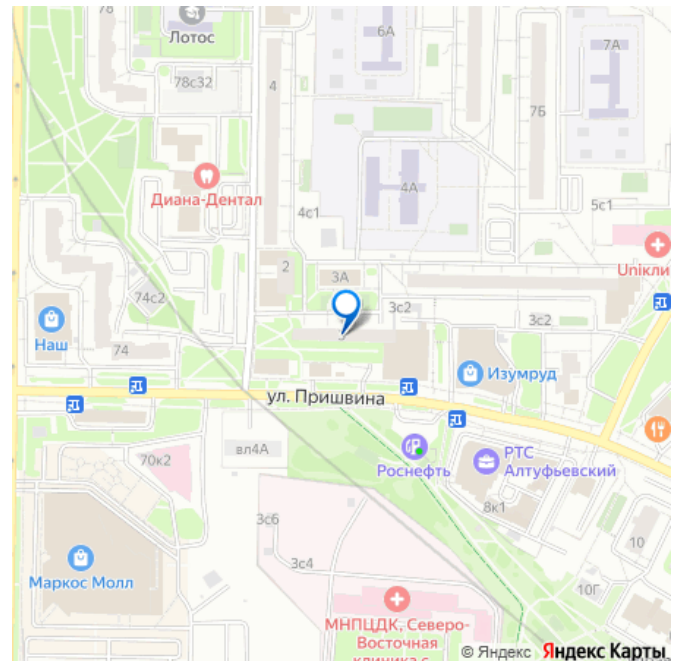 Лотос
6А
7А
78с32
4
7Б
4А
Диана-Дентал
4с1
5с1
Uniкли
2
3А
74с2
3с2
3с2
Наш
74
Изумруд
ул. Пришвина
вл4А
70к2
Роснефть
РТС
Алтуфьевский
8к1
3с6
3с4
10
Маркос Молл
10Г
МНПЦДК, Северо-
Восточная
клиника с
© Яндекс Яндекс Карты